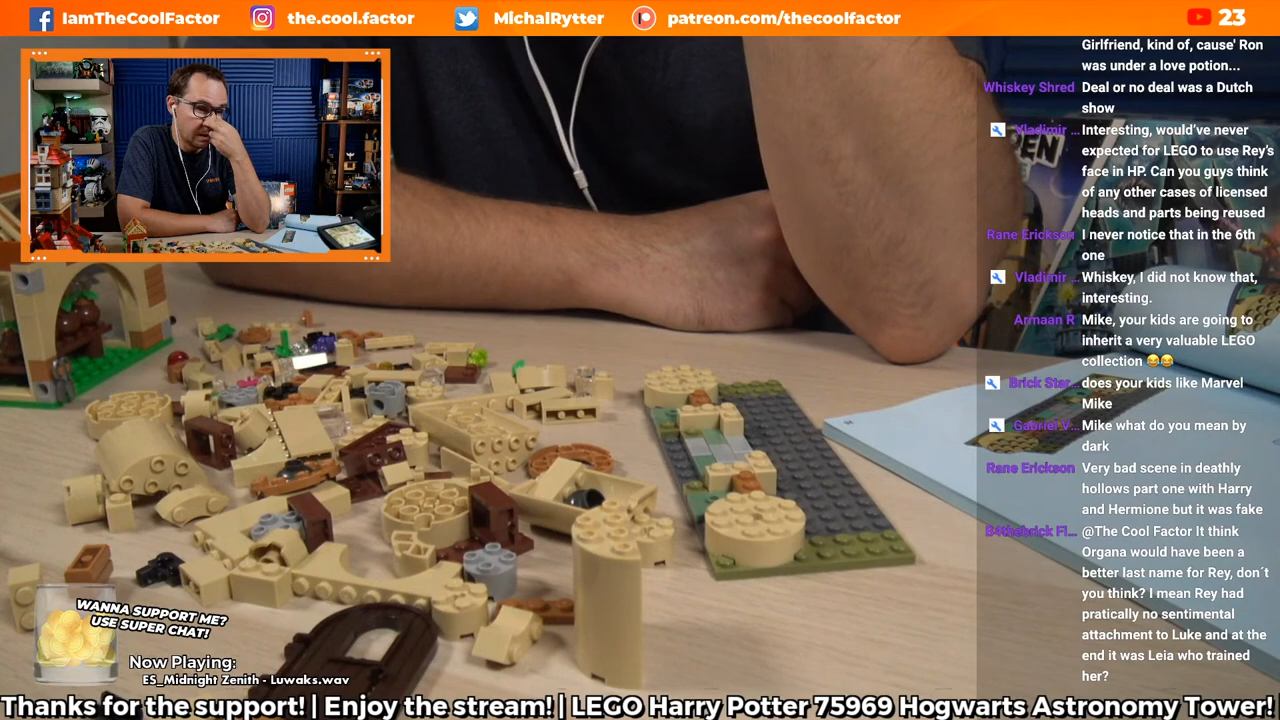 IamTheCoolFactor
the.cool.factor
MichalRytter
patreon.com/thecoolfactor
23
Girlfriend, kind of, cause' Ron
was under a love potion...
Whiskey Shred Deal or no deal was a Dutch
show
Vladimir ... Interesting, would've never
expected for LEGO to use Rey's
face in HP. Can you guys think
of any other cases of licensed
heads and parts being reused
Rane Erickson I never notice that in the 6th
one
Vladimir ... Whiskey, I did not know that,
interesting.
Armaan R Mike, your kids are going to
inherit a very valuable LEGO
collection 😂😂
Brick Star... does your kids like Marvel
Mike
Gabriel V... Mike what do you mean by
dark
Rane Erickson Very bad scene in deathly
hollows part one with Harry
and Hermione but it was fake
B4thebrick Fi... @The Cool Factor It think
Organa would have been a
better last name for Rey, don´t
you think? I mean Rey had
pratically no sentimental
attachment to Luke and at the
end it was Leia who trained
her?
WANNA SUPPORT ME?
USE SUPER CHAT!
Now Playing:
ES_Midnight Zenith - Luwaks.wav
Thanks for the support! | Enjoy the stream! | LEGO Harry Potter 75969 Hogwarts Astronomy Tower!